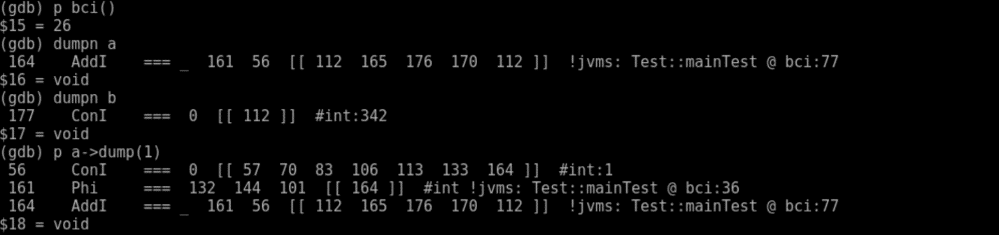 (gdb) p bci()
$15 = 26
(gdb) dumpn a
 164    AddI    === _  161  56  [[ 112  165  176  170  112 ]]  !jvms: Test::mainTest @ bci:77
$16 = void
(gdb) dumpn b
 177    ConI    ===  0  [[ 112 ]]  #int:342
$17 = void
(gdb) p a->dump(1)
 56     ConI    ===  0  [[ 57  70  83  106  113  133  164 ]]  #int:1
 161    Phi     ===  132  144  101  [[ 164 ]]  #int !jvms: Test::mainTest @ bci:36
 164    AddI    === _  161  56  [[ 112  165  176  170  112 ]]  !jvms: Test::mainTest @ bci:77
$18 = void